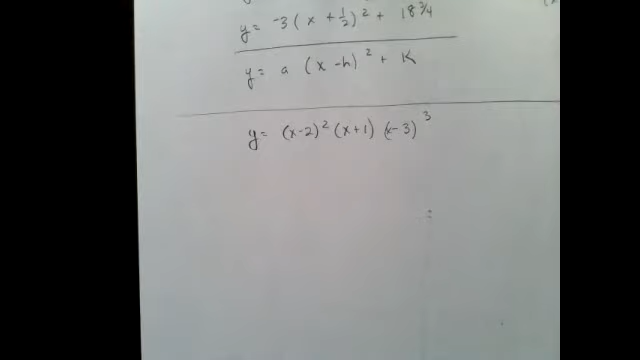 y = -3 ( x + 1/2 )² + 18 3/4
y = a ( x - h )² + K
y = (x-2)² (x+1) (x-3)³